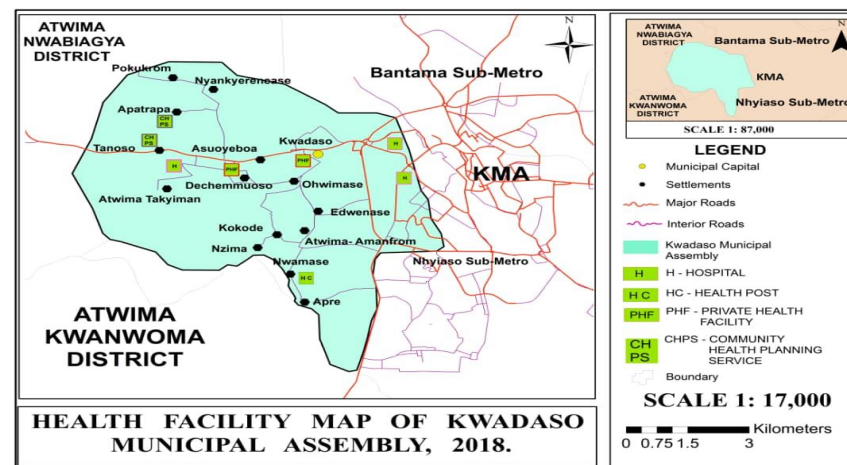 ATWIMA
NWABIAGYA
DISTRICT
Pokukrom
Nyankyerenease
Bantama Sub-Metro
N
Apatrapa
CH
PS
CH
PS
Tanoso
Asuoyeboa
Kwadaso
H
H
PHF
PHF
H
KMA
Dechemmuoso
Ohwimase
Atwima Takyiman
Edwenase
Kokode
Atwima- Amanfrom
Nzima
Nwamase
Nhyiaso Sub-Metro
H C
Apre
ATWIMA
KWANWOMA
DISTRICT
HEALTH FACILITY MAP OF KWADASO
MUNICIPAL ASSEMBLY, 2018.
ATWIMA
NWABIAGYA
DISTRICT
Bantama Sub-Metro
N
KMA
ATWIMA
KWANWOMA
DISTRICT
Nhyiaso Sub-Metro
SCALE 1: 87,000
LEGEND
Municipal Capital
Settlements
Major Roads
Interior Roads
Kwadaso Municipal
Assembly
H H - HOSPITAL
H C HC - HEALTH POST
PHF PHF - PRIVATE HEALTH
FACILITY
CH
PS
CHPS - COMMUNITY
HEALTH PLANNING
SERVICE
Boundary
SCALE 1: 17,000
Kilometers
0 0.75 1.5 3